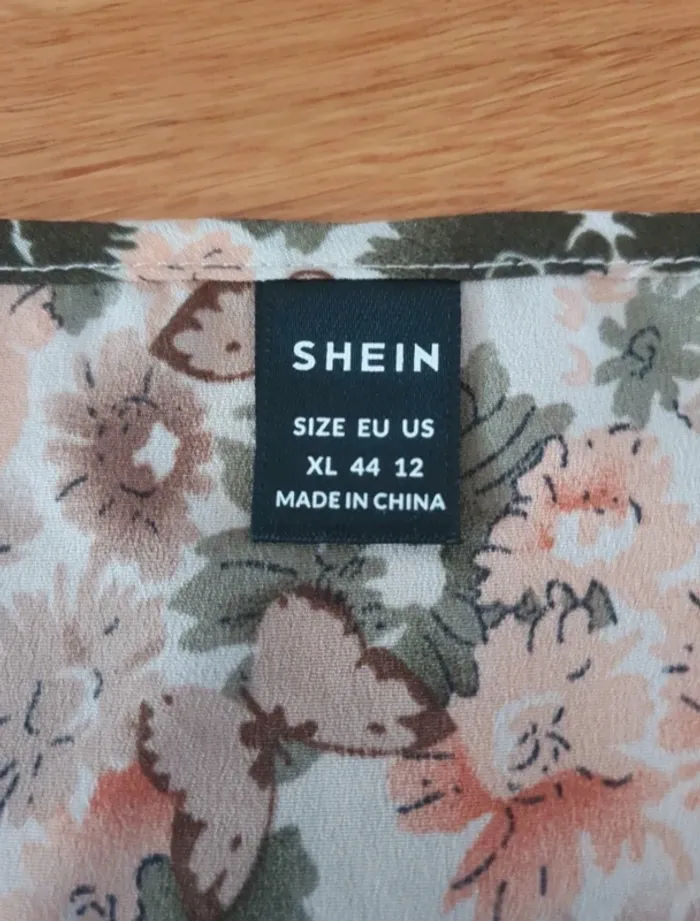 SHEIN
SIZE EU US
XL 44 12
MADE IN CHINA